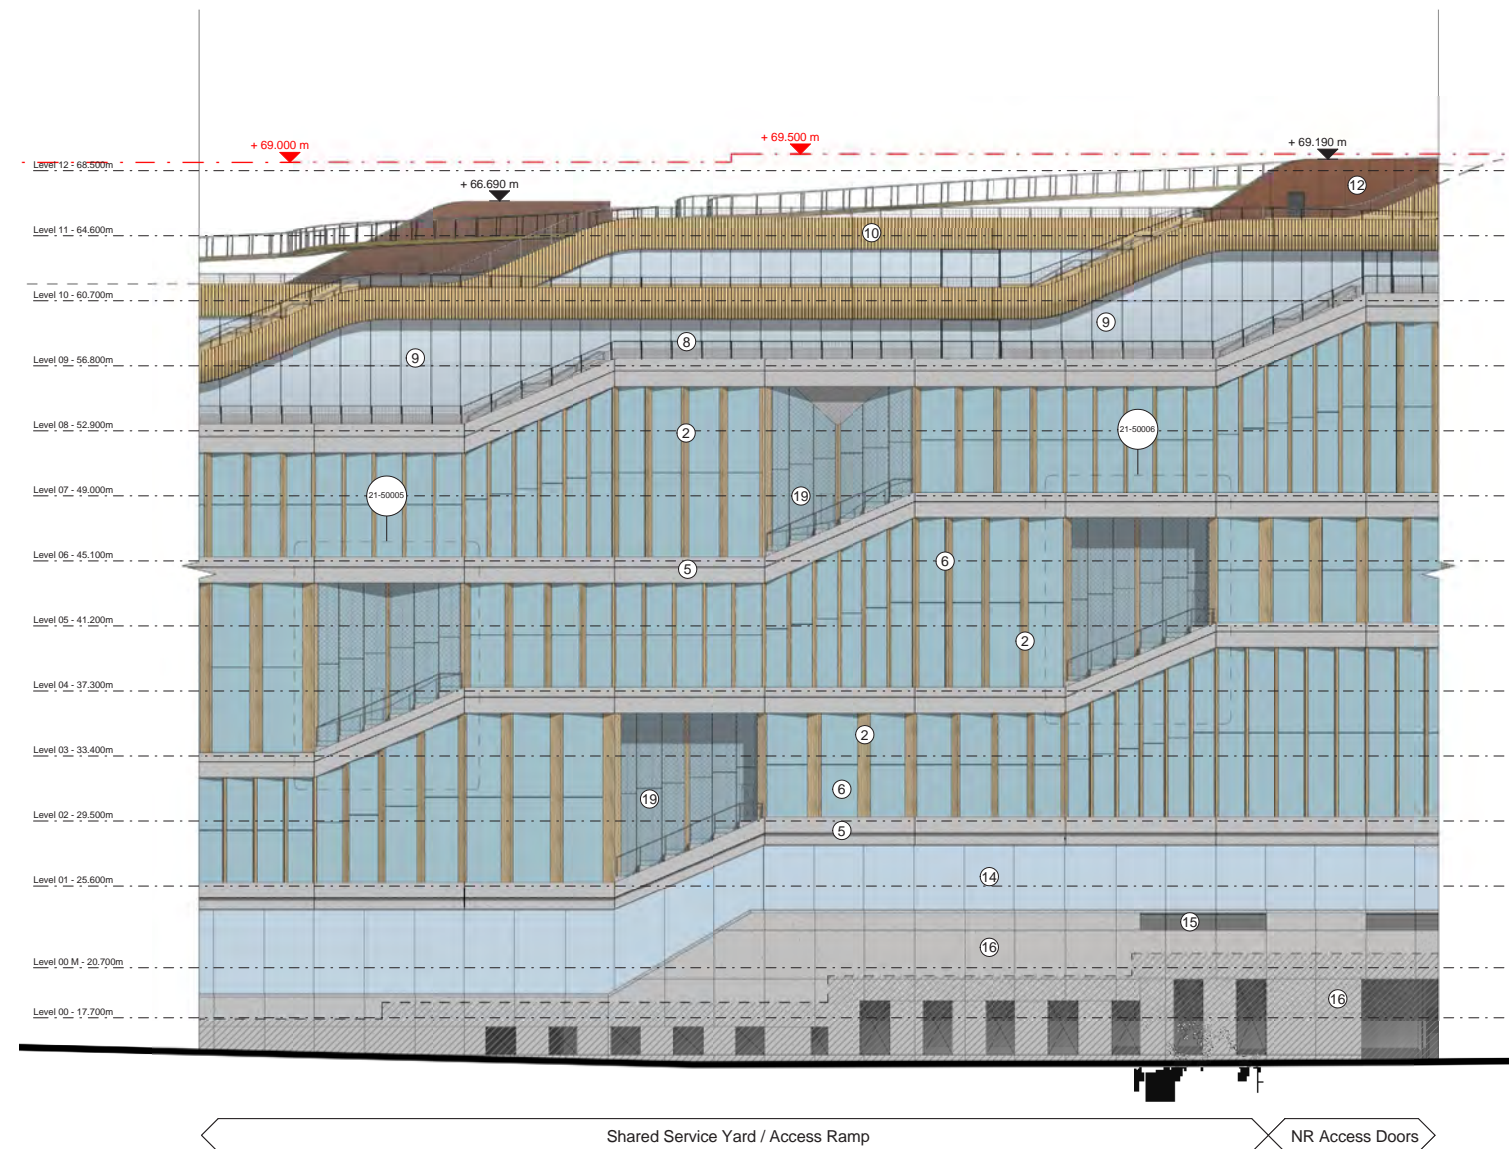 + 69.500 m
+ 69.000 m
+ 69.190 m
Level 12 - 68.500m
+ 66.690 m
12
Level 11 - 64.600m
10
Level 10 - 60.700m
9
8
9
Level 09 - 56.800m
Level 08 - 52.900m
2
21-50006
Level 07 - 49.000m
21-50005
19
Level 06 - 45.100m
5
6
Level 05 - 41.200m
2
Level 04 - 37.300m
2
Level 03 - 33.400m
6
19
Level 02 - 29.500m
5
Level 01 - 25.600m
14
15
16
Level 00 M - 20.700m
16
Level 00 - 17.700m
Shared Service Yard / Access Ramp
NR Access Doors